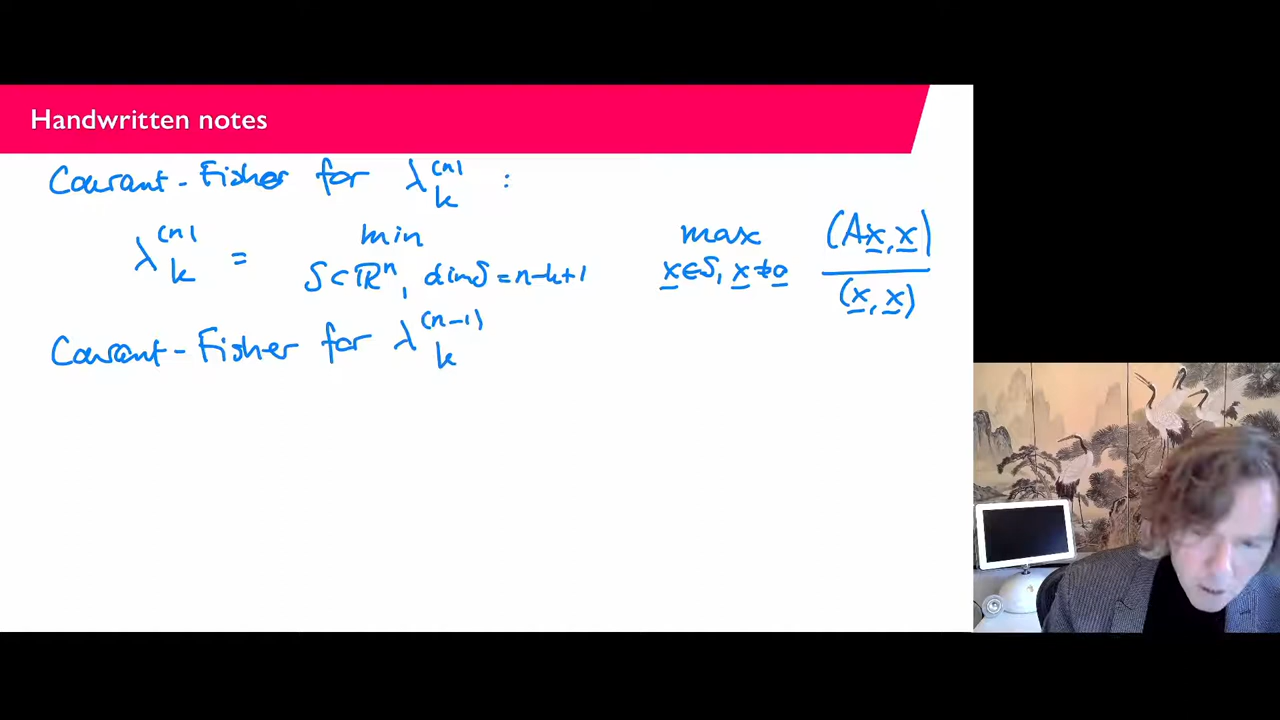 Handwritten notes
Courant-Fisher for λ_k^(n) :
λ_k^(n) = min_{S⊂ℝ^n, dim S = n-k+1} max_{x∈S, x≠0} (Ax, x) / (x, x)
Courant-Fisher for λ_k^(n-1)